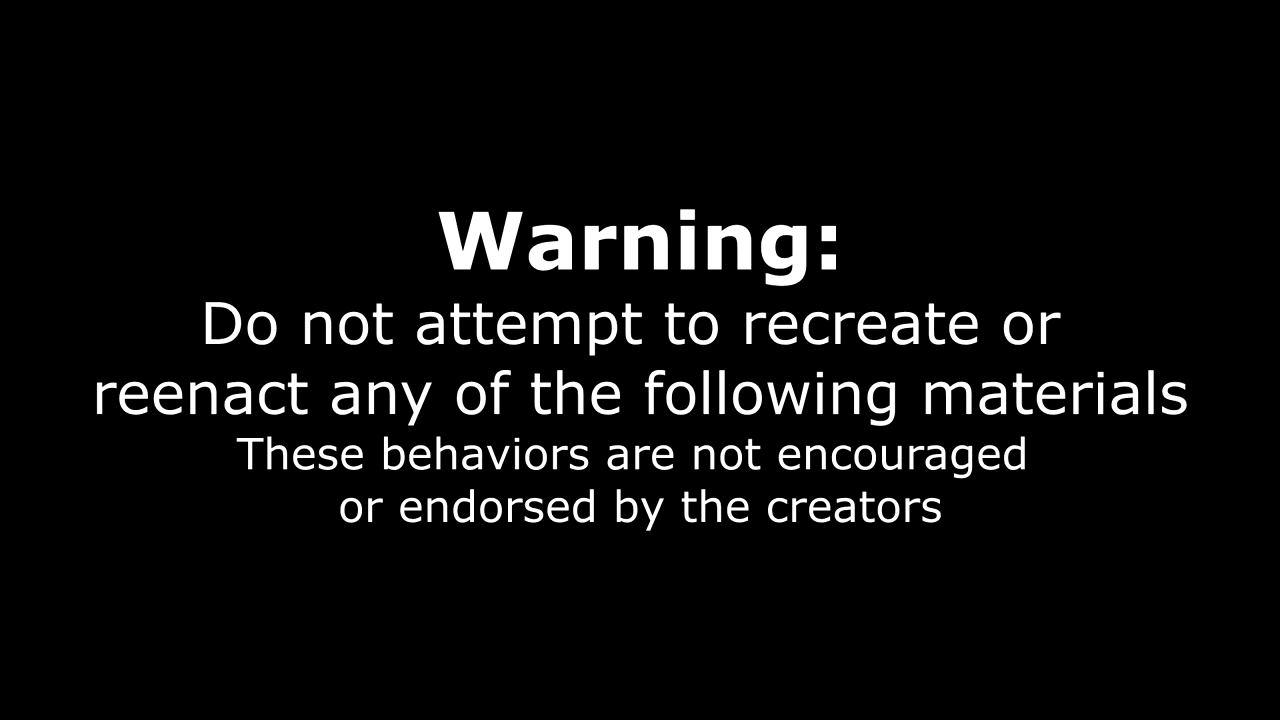 Warning:
Do not attempt to recreate or
reenact any of the following materials
These behaviors are not encouraged
or endorsed by the creators